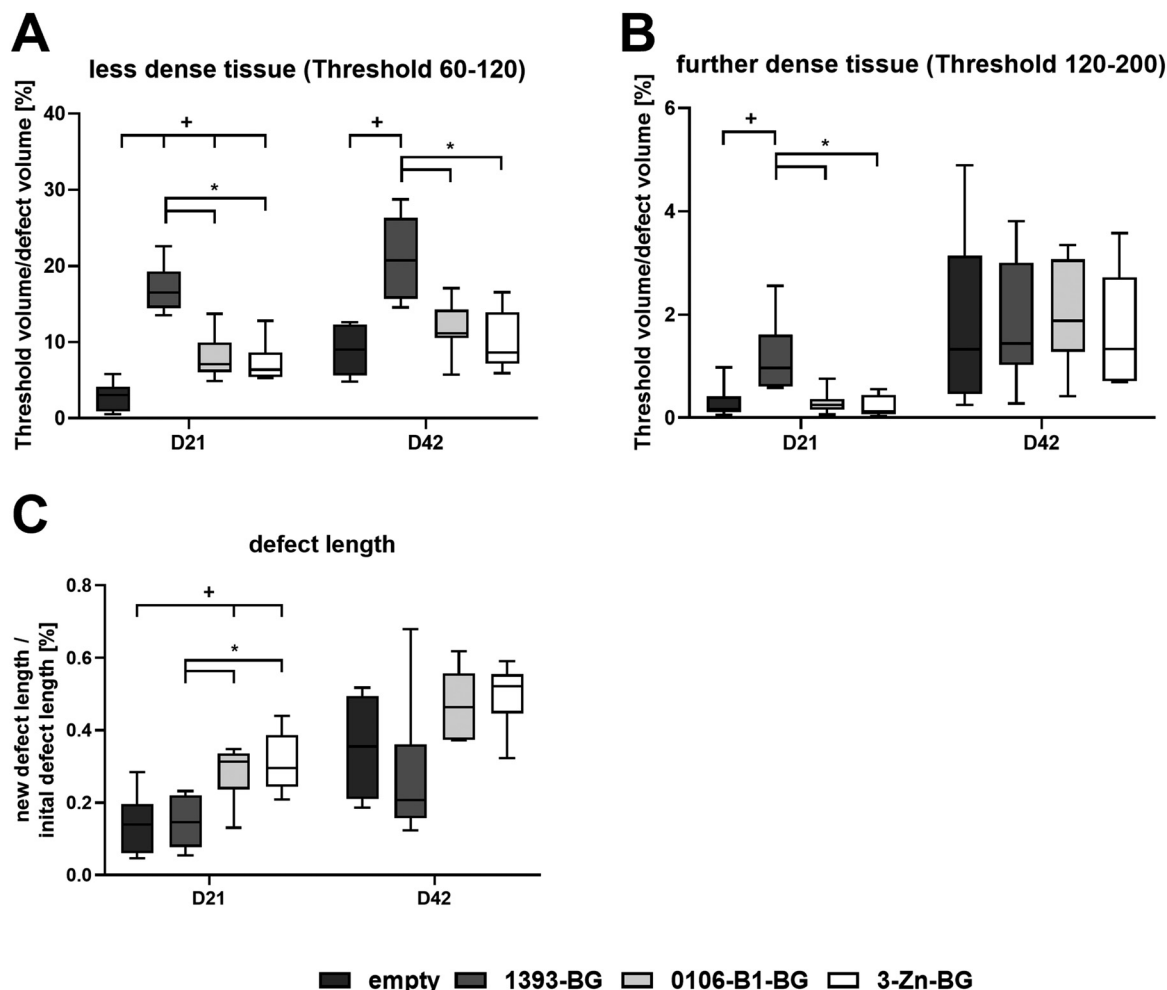 A
less dense tissue (Threshold 60-120)
Threshold volume/defect volume [%]
40
30
20
10
0
+
*
+
*
D21
D42
B
further dense tissue (Threshold 120-200)
Threshold volume/defect volume [%]
6
4
2
0
+
*
D21
D42
C
defect length
new defect length /
inital defect length [%]
0.8
0.6
0.4
0.2
0.0
+
*
D21
D42
empty 1393-BG 0106-B1-BG 3-Zn-BG